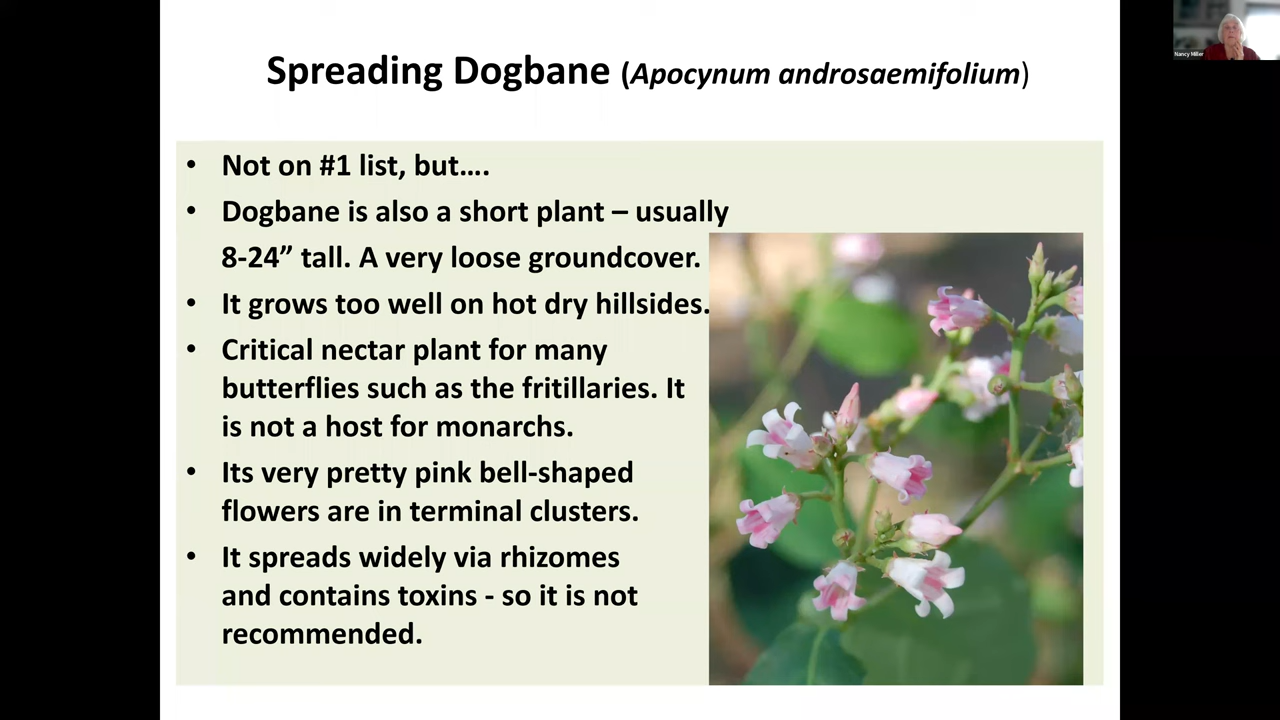 Spreading Dogbane (Apocynum androsaemifolium)
Nancy Miller
• Not on #1 list, but....
• Dogbane is also a short plant – usually
8-24” tall. A very loose groundcover.
• It grows too well on hot dry hillsides.
• Critical nectar plant for many
butterflies such as the fritillaries. It
is not a host for monarchs.
• Its very pretty pink bell-shaped
flowers are in terminal clusters.
• It spreads widely via rhizomes
and contains toxins - so it is not
recommended.